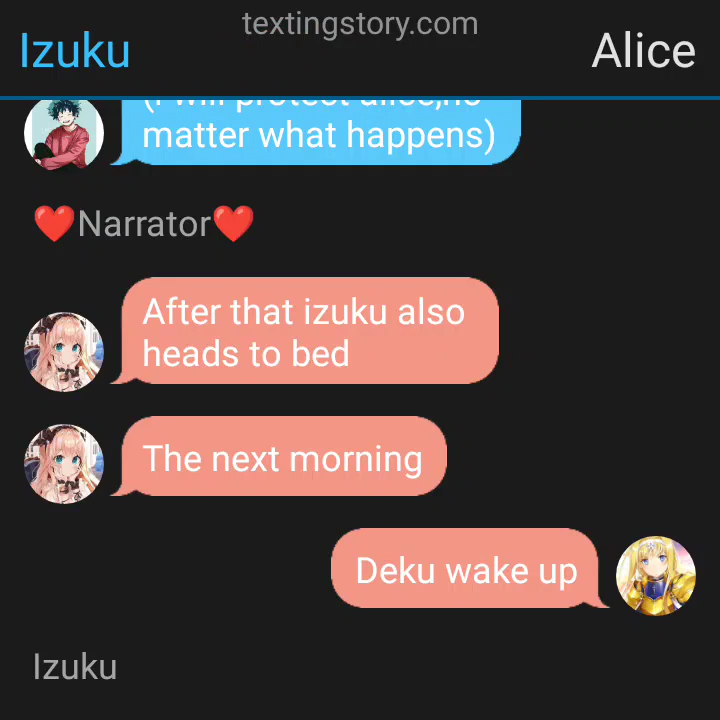 textingstory.com
Izuku
Alice
matter what happens)
❤️Narrator❤️
After that izuku also
heads to bed
The next morning
Deku wake up
Izuku